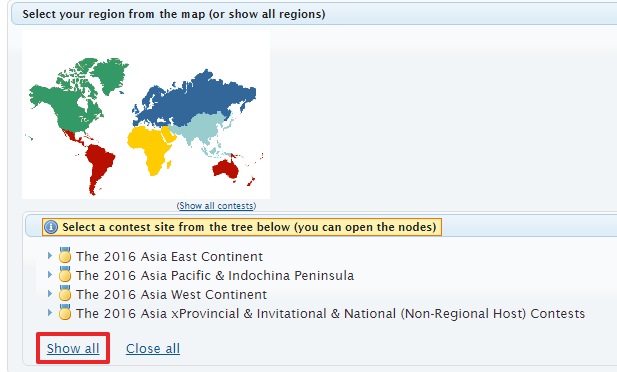 Select your region from the map (or show all regions)
(Show all contests)
Select a contest site from the tree below (you can open the nodes)
The 2016 Asia East Continent
The 2016 Asia Pacific & Indochina Peninsula
The 2016 Asia West Continent
The 2016 Asia xProvincial & Invitational & National (Non-Regional Host) Contests
Show all Close all